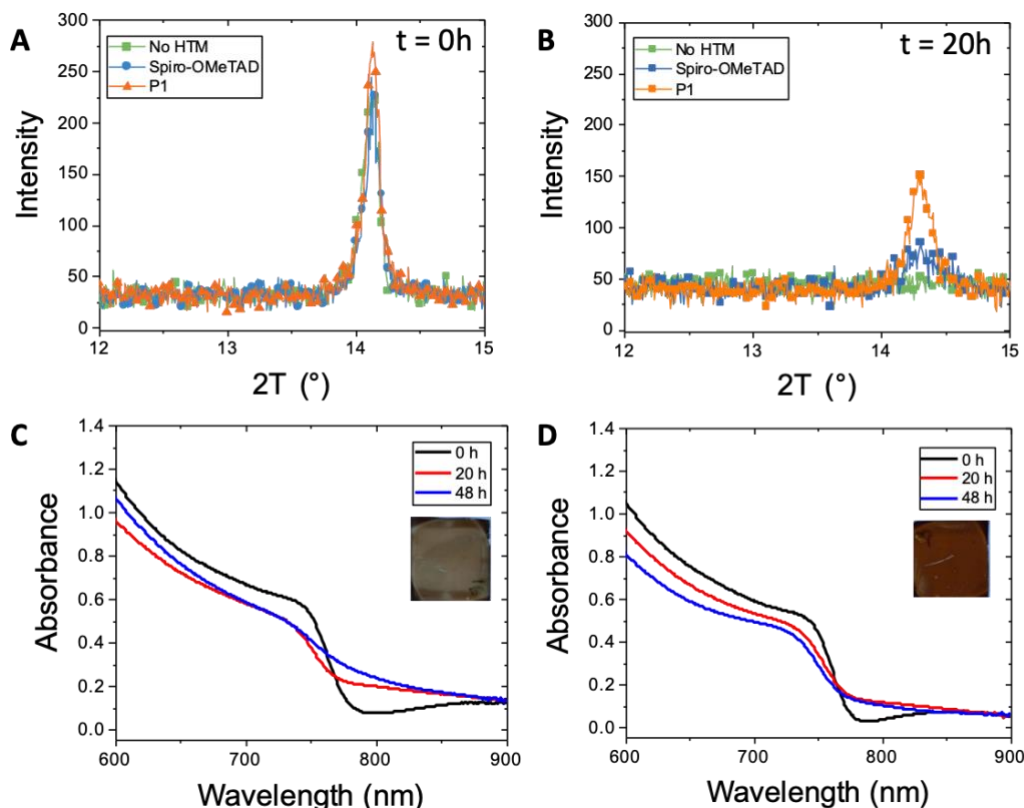 A
t = 0h
No HTM
Spiro-OMeTAD
P1
Intensity
300
250
200
150
100
50
0
12
13
14
15
2T (°)
B
t = 20h
No HTM
Spiro-OMeTAD
P1
Intensity
300
250
200
150
100
50
0
12
13
14
15
2T (°)
C
0 h
20 h
48 h
Absorbance
1.4
1.2
1.0
0.8
0.6
0.4
0.2
0.0
600
700
800
900
Wavelength (nm)
D
0 h
20 h
48 h
Absorbance
1.4
1.2
1.0
0.8
0.6
0.4
0.2
0.0
600
700
800
900
Wavelength (nm)